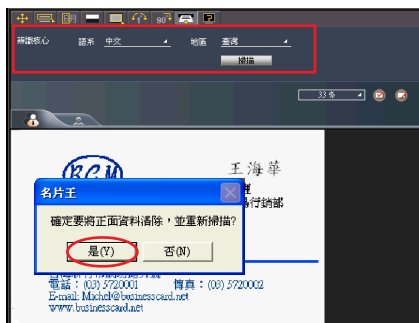 90°
辨識核心 語系 中文 地區 臺灣
掃描
33 %
BCM
王海華
行銷部
名片王
確定要將正面資料清除，並重新掃描?
是(Y) 否(N)
電話：(03) 5720001 傳真：(03) 5720002
E-mail: Michel@businesscard.net
www.businesscard.net